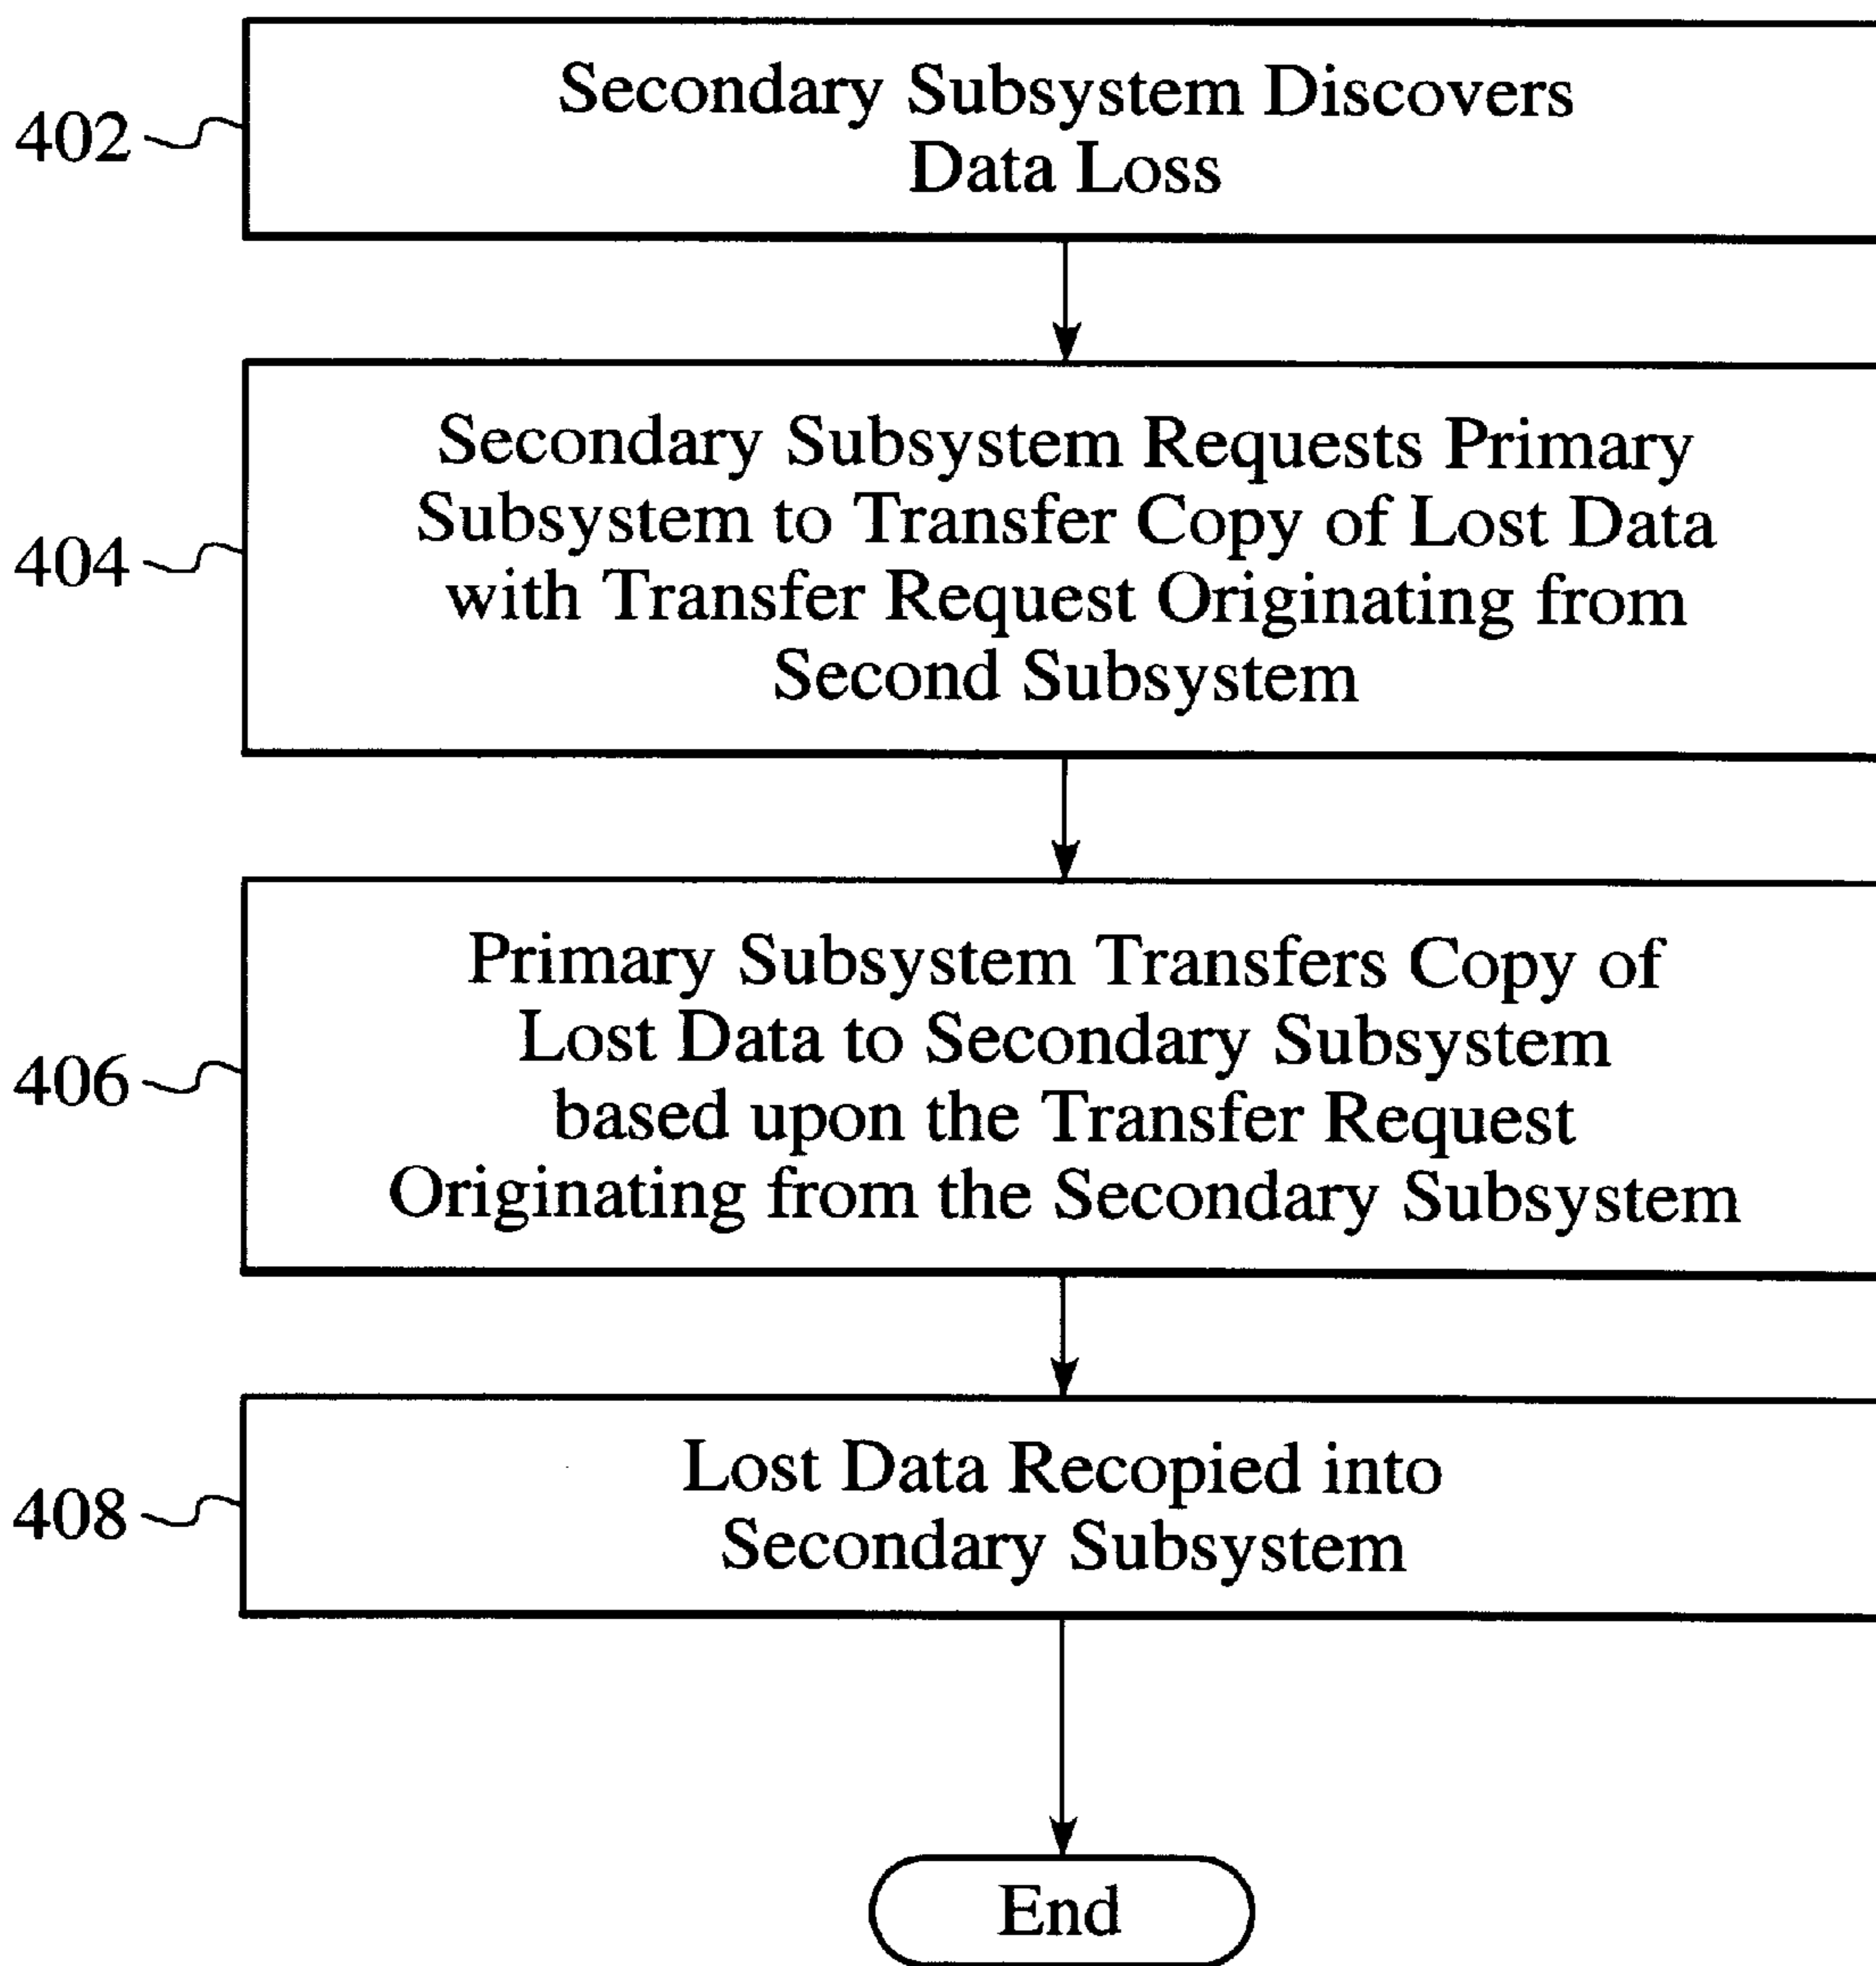 402
Secondary Subsystem Discovers
Data Loss
404
Secondary Subsystem Requests Primary
Subsystem to Transfer Copy of Lost Data
with Transfer Request Originating from
Second Subsystem
406
Primary Subsystem Transfers Copy of
Lost Data to Secondary Subsystem
based upon the Transfer Request
Originating from the Secondary Subsystem
408
Lost Data Recopied into
Secondary Subsystem
End